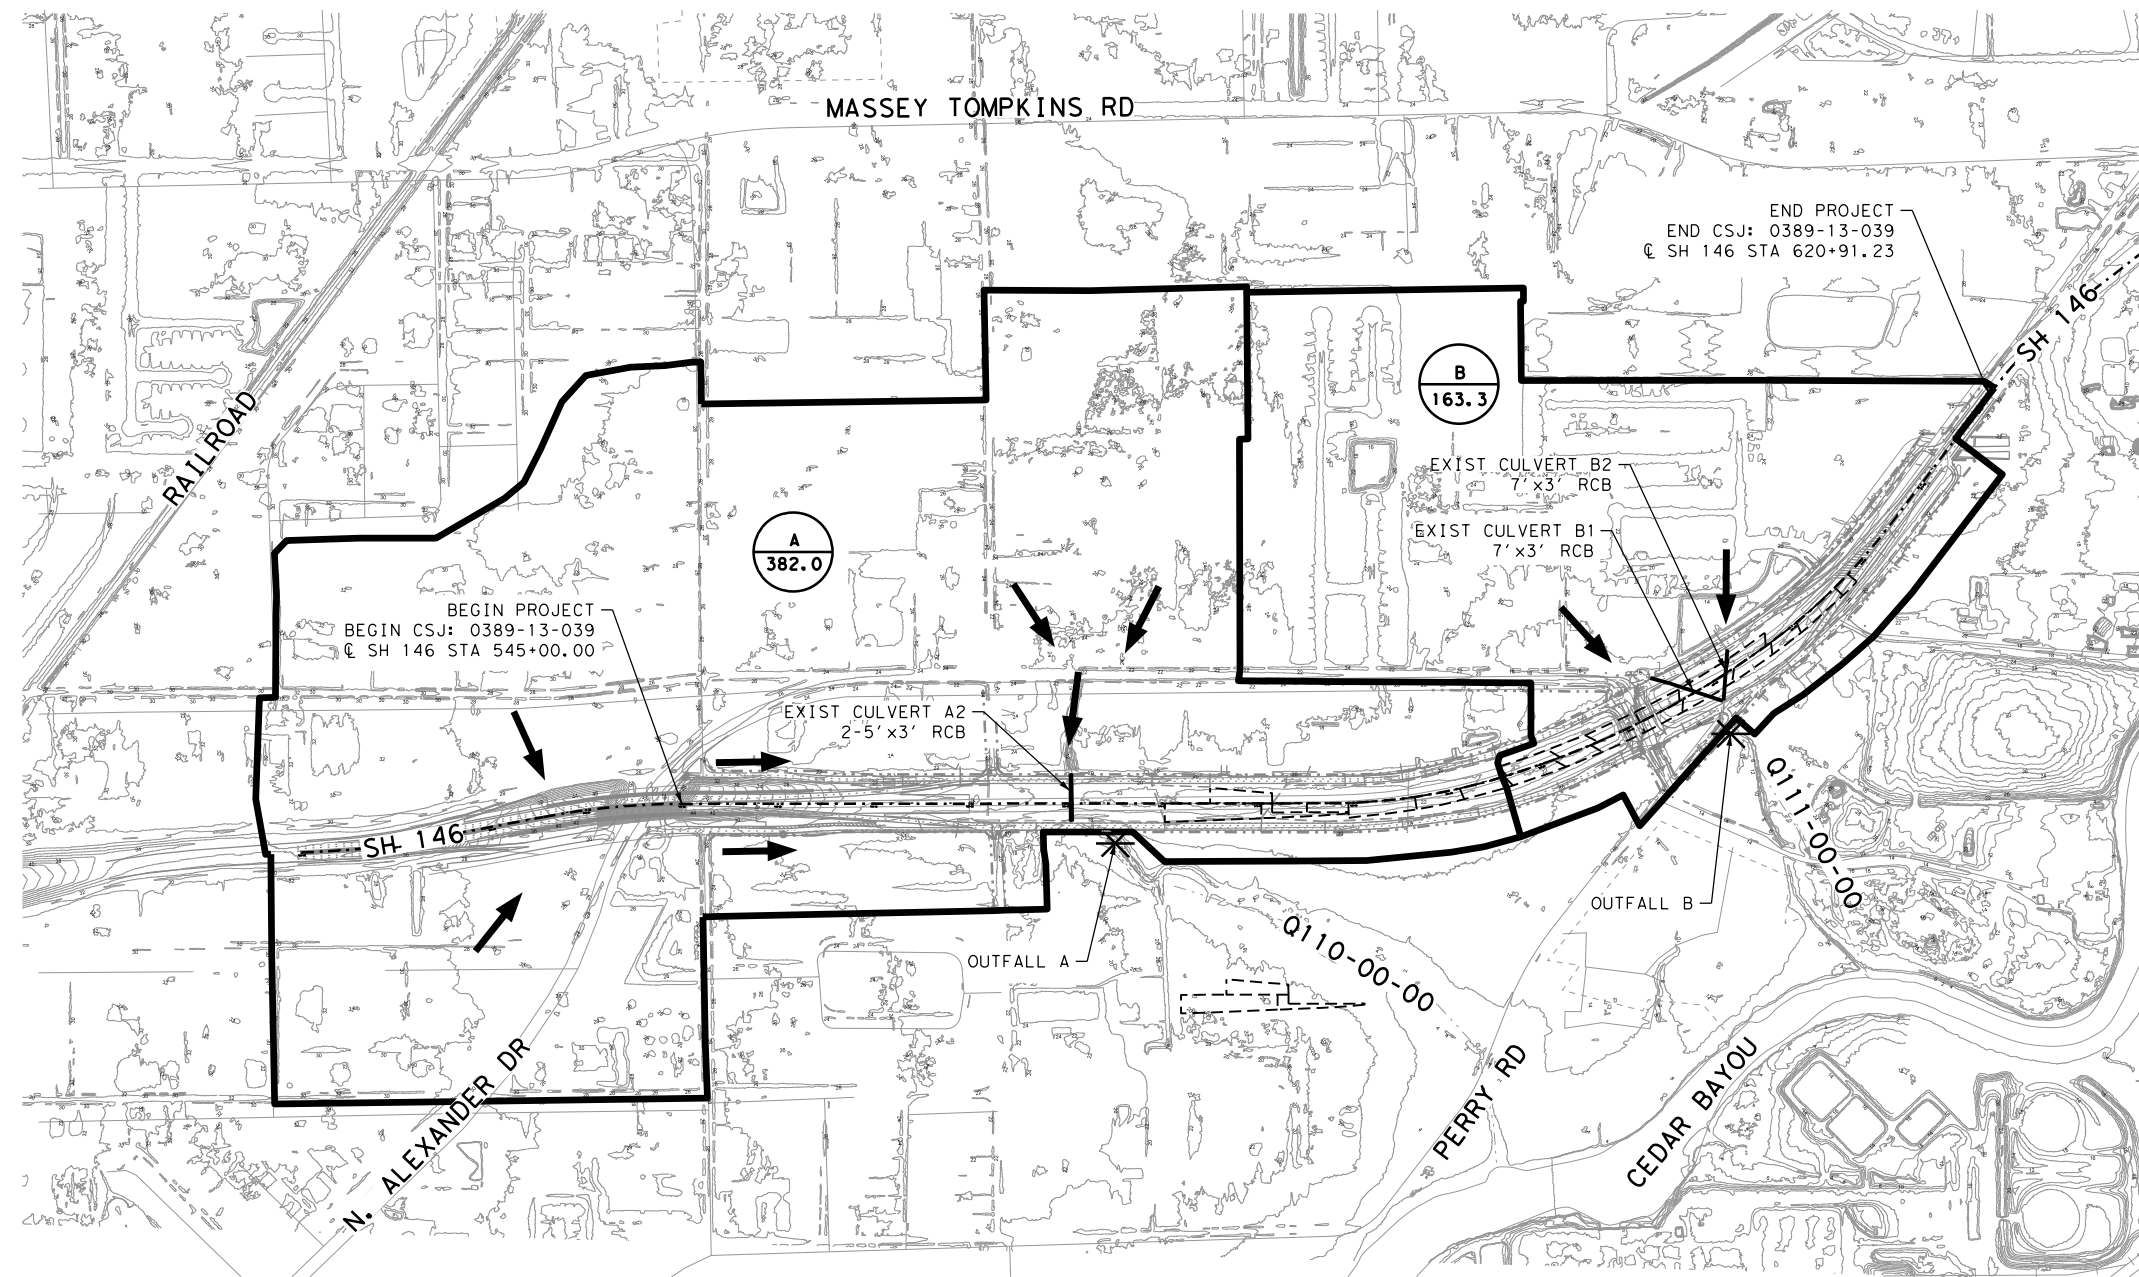 MASSEY TOMPKINS RD
END PROJECT
END CSJ: 0389-13-039
℄ SH 146 STA 620+91.23
SH 146
B
163.3
RAILROAD
EXIST CULVERT B2
7'x3' RCB
EXIST CULVERT B1
7'x3' RCB
A
382.0
BEGIN PROJECT
BEGIN CSJ: 0389-13-039
℄ SH 146 STA 545+00.00
EXIST CULVERT A2
2-5'x3' RCB
SH 146
Q111-00-00
OUTFALL B
OUTFALL A
Q110-00-00
N. ALEXANDER DR
PERRY RD
CEDAR BAYOU